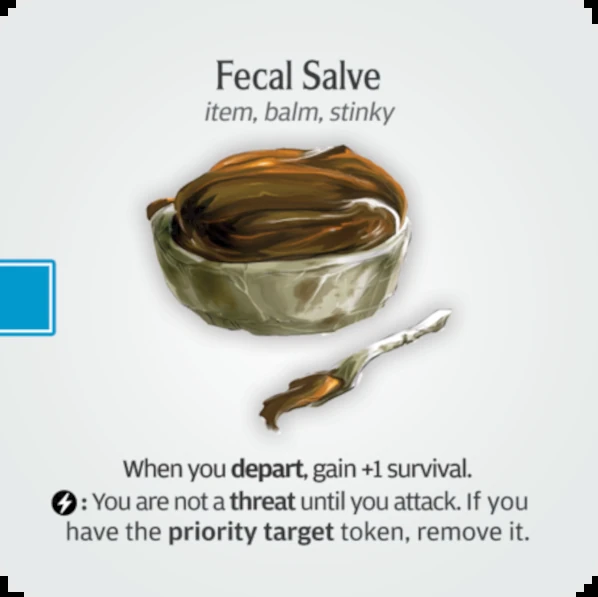 Fecal Salve
item, balm, stinky
When you depart, gain +1 survival.
: You are not a threat until you attack. If you
have the priority target token, remove it.